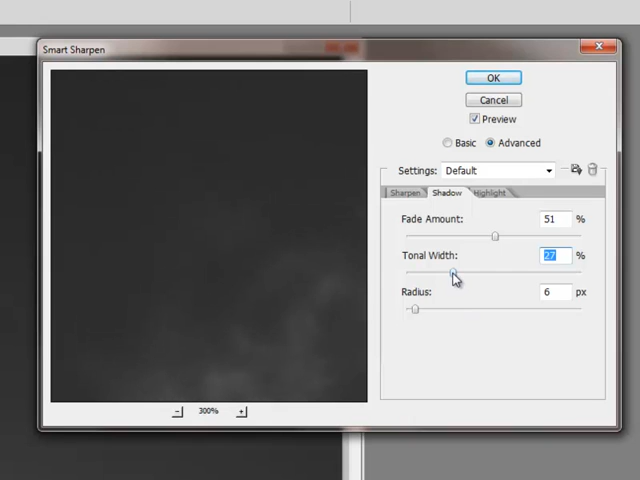 Smart Sharpen
OK
Cancel
Preview
Basic Advanced
Settings: Default
Sharpen Shadow Highlight
Fade Amount: 51 %
Tonal Width: 27 %
Radius: 6 px
300%